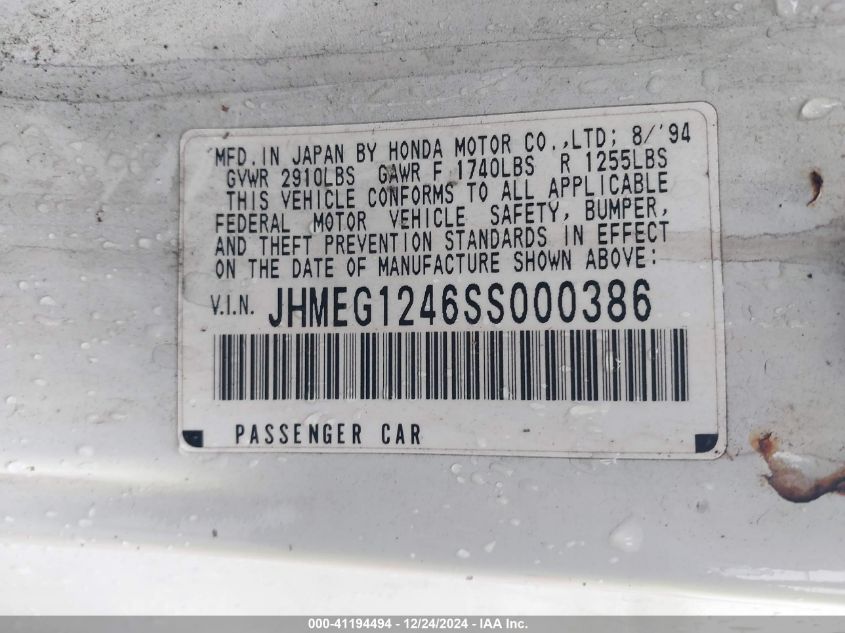 MFD. IN JAPAN BY HONDA MOTOR CO.,LTD; 8/'94
GVWR 2910LBS GAWR F 1740LBS R 1255LBS
THIS VEHICLE CONFORMS TO ALL APPLICABLE
FEDERAL MOTOR VEHICLE SAFETY, BUMPER,
AND THEFT PREVENTION STANDARDS IN EFFECT
ON THE DATE OF MANUFACTURE SHOWN ABOVE:
V.I.N. JHMEG1246SS000386
PASSENGER CAR
000-41194494 - 12/24/2024 - IAA Inc.